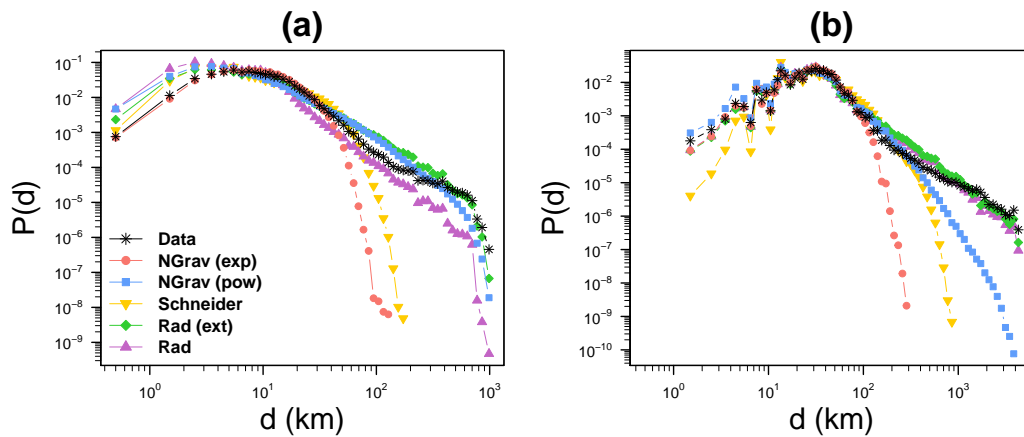 (a)
P(d)
10^-1
10^-2
10^-3
10^-4
10^-5
10^-6
10^-7
10^-8
10^-9
Data
NGrav (exp)
NGrav (pow)
Schneider
Rad (ext)
Rad
10^0 10^1 10^2 10^3
d (km)
(b)
P(d)
10^-2
10^-4
10^-5
10^-6
10^-7
10^-8
10^-9
10^-10
10^0 10^1 10^2 10^3
d (km)